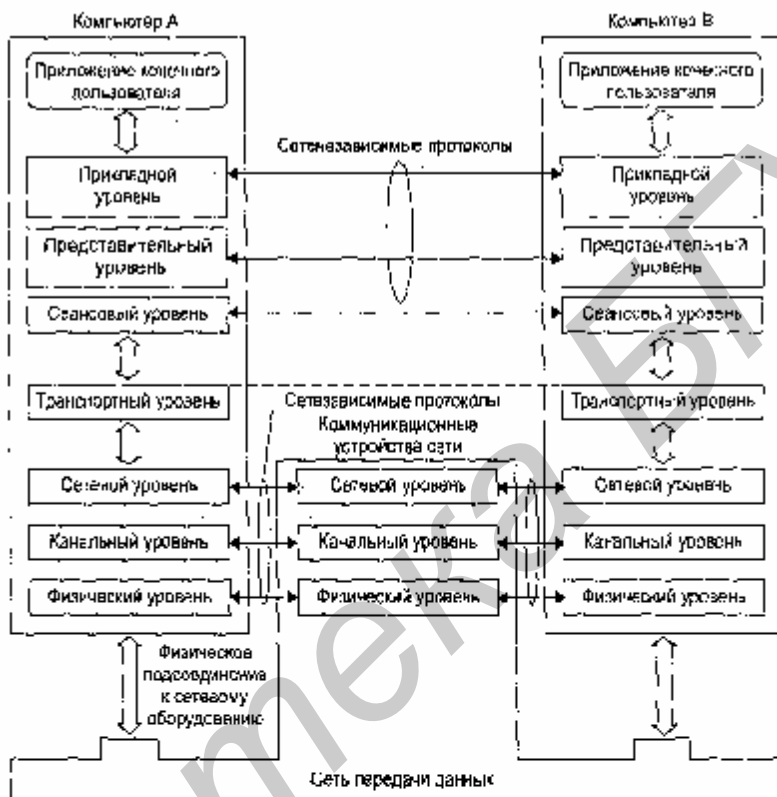 Компьютер А
Компьютер В
Приложение конечного
пользователя
Приложение конечного
пользователя
Сетенезависимые протоколы
Прикладной
уровень
Прикладной
уровень
Представительный
уровень
Представительный
уровень
Сеансовый уровень
Сеансовый уровень
Транспортный уровень
Сетезависимые протоколы
Транспортный уровень
Коммуникационные
устройства сети
Сетевой уровень
Сетевой уровень
Сетевой уровень
Канальный уровень
Канальный уровень
Канальный уровень
Физический уровень
Физический уровень
Физический уровень
Физическое
подсоединение
к сетевому
оборудованию
Сеть передачи данных
тека БГУ